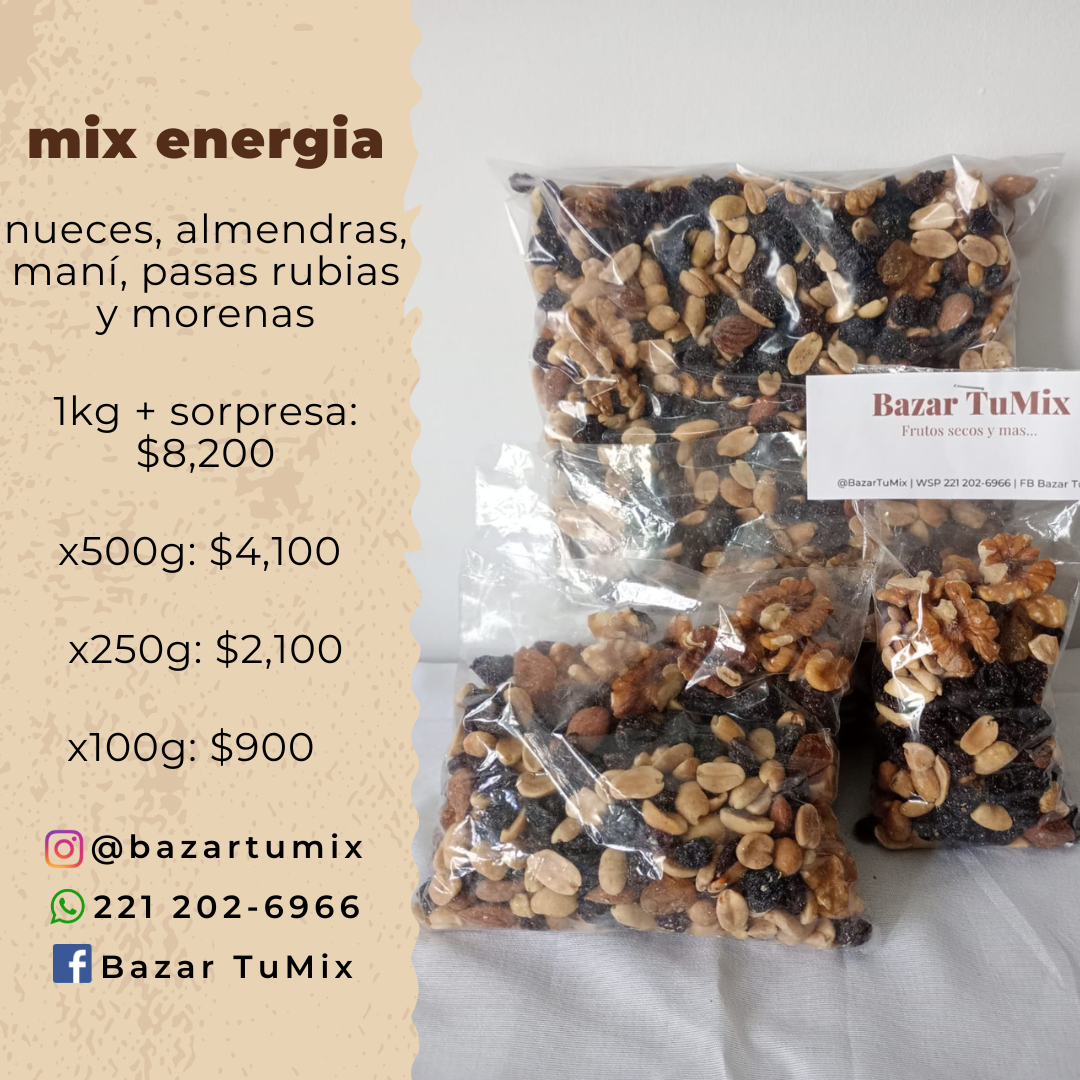 mix energia
nueces, almendras,
maní, pasas rubias
y morenas
1kg + sorpresa:
$8,200
x500g: $4,100
x250g: $2,100
x100g: $900
@bazartumix
221 202-6966
Bazar TuMix
Bazar TuMix
Frutos secos y mas...
@BazarTuMix | WSP 221 202-6966 | FB Bazar